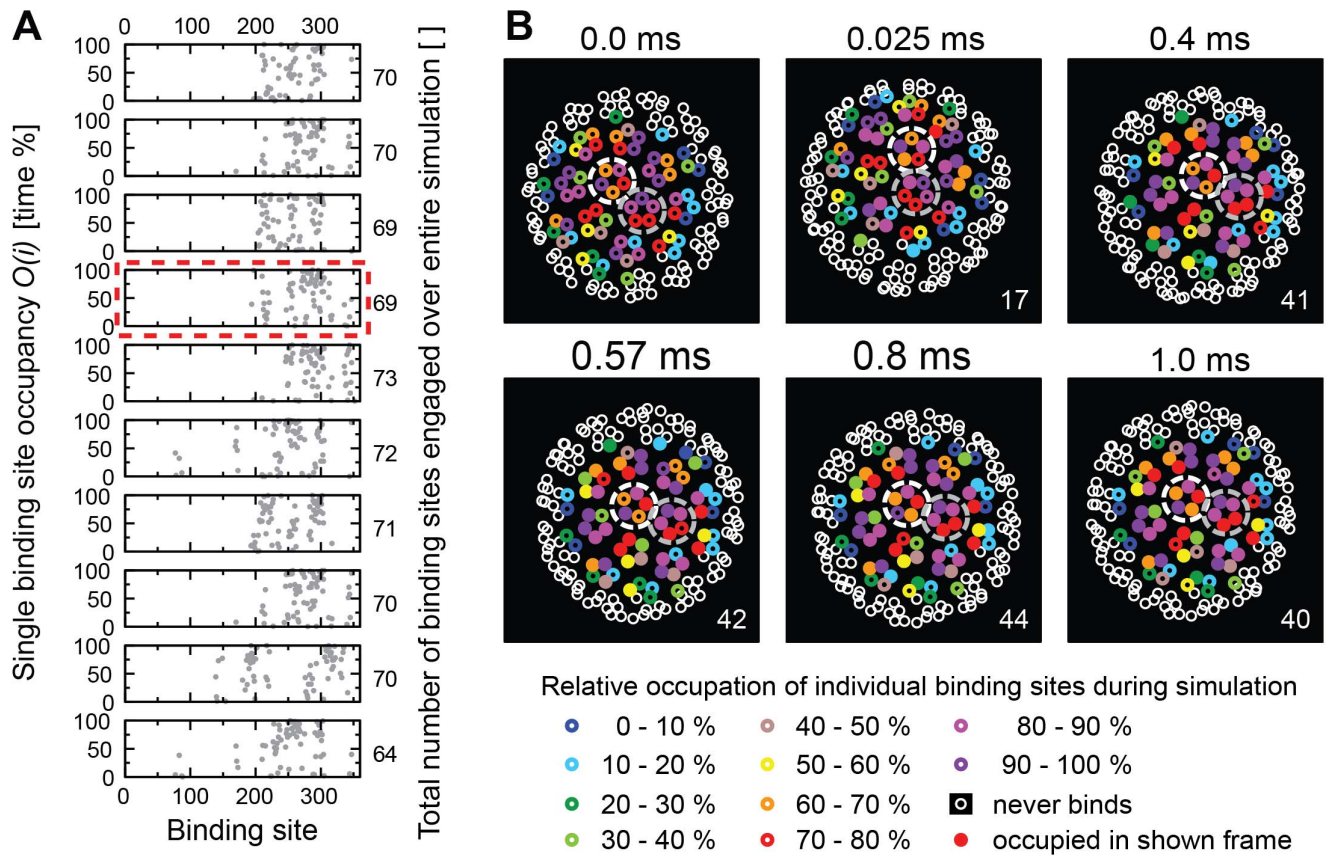 A
0 100 200 300
Single binding site occupancy O(i) [time %]
100
50
0
70
100
50
0
70
100
50
0
69
100
50
0
69
100
50
0
73
100
50
0
72
100
50
0
71
100
50
0
70
100
50
0
70
100
50
0
64
0 100 200 300
Binding site
Total number of binding sites engaged over entire simulation [ ]
B
0.0 ms 0.025 ms 0.4 ms
17 41
0.57 ms 0.8 ms 1.0 ms
42 44 40
Relative occupation of individual binding sites during simulation
0 - 10 % 40 - 50 % 80 - 90 %
10 - 20 % 50 - 60 % 90 - 100 %
20 - 30 % 60 - 70 % never binds
30 - 40 % 70 - 80 % occupied in shown frame